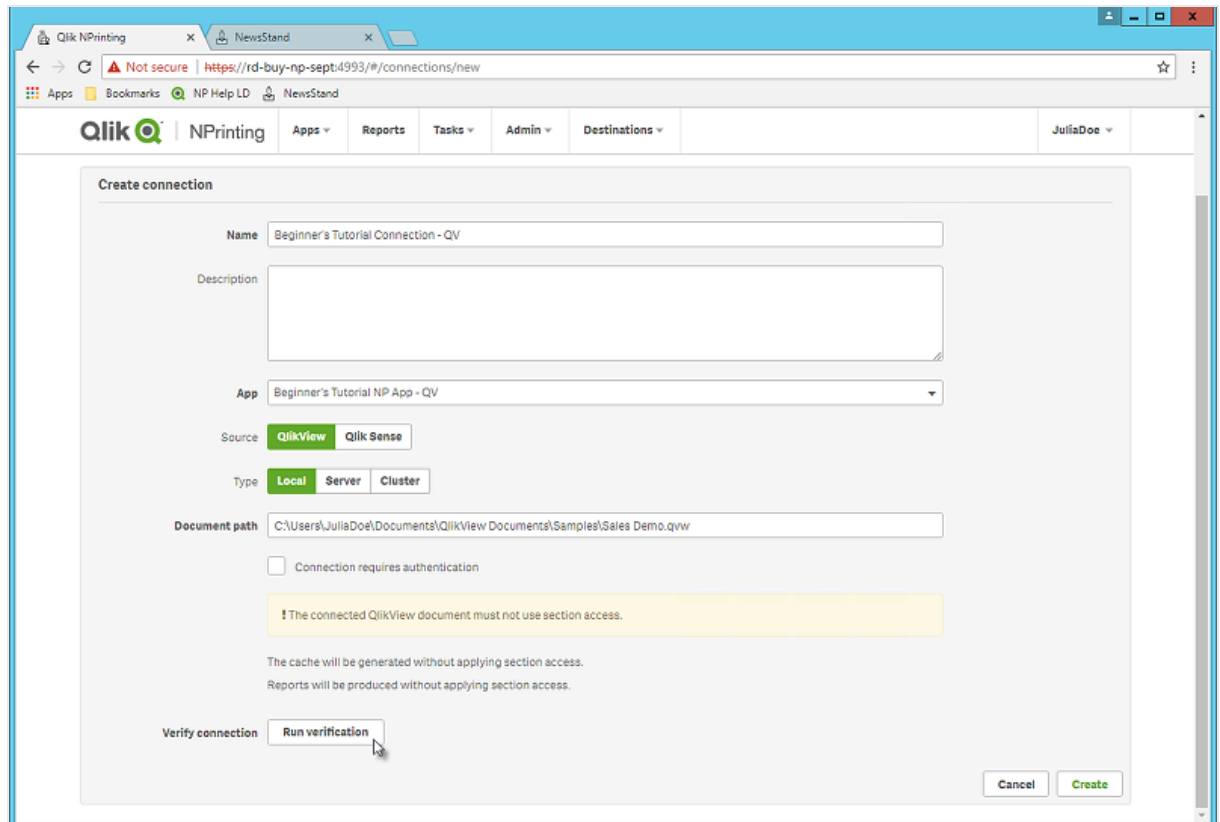 Qlik NPrinting
NewsStand
Not secure | https://rd-buy-np-sept:4993/#/connections/new
Apps Bookmarks NP Help LD NewsStand
Qlik NPrinting Apps Reports Tasks Admin Destinations JuliaDoe
Create connection
Name Beginner's Tutorial Connection - QV
Description
App Beginner's Tutorial NP App - QV
Source QlikView Qlik Sense
Type Local Server Cluster
Document path C:\Users\JuliaDoe\Documents\QlikView Documents\Samples\Sales Demo.qvw
Connection requires authentication
! The connected QlikView document must not use section access.
The cache will be generated without applying section access.
Reports will be produced without applying section access.
Verify connection Run verification
Cancel Create